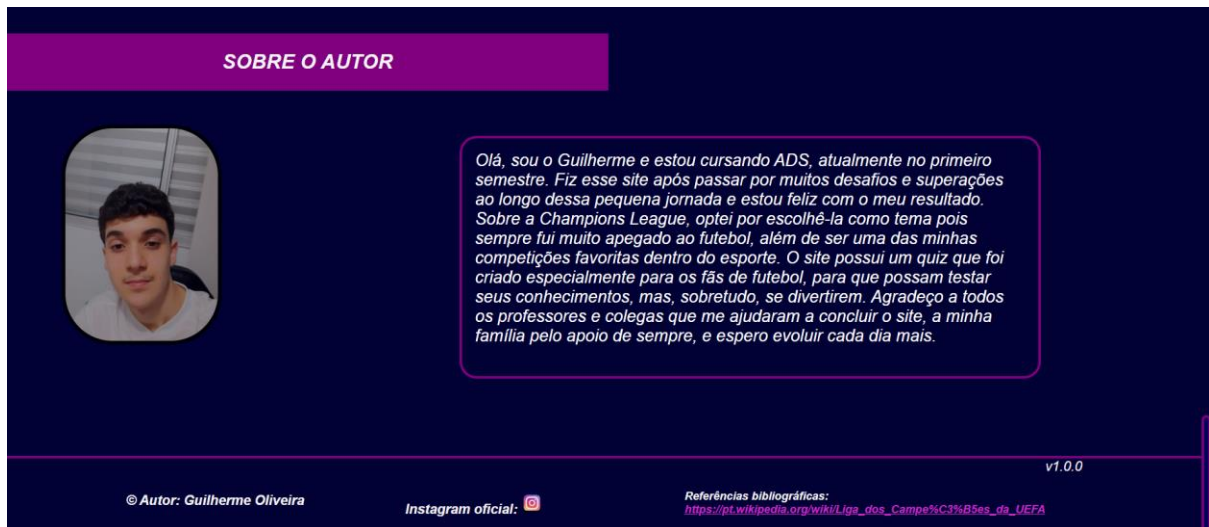 SOBRE O AUTOR
Olá, sou o Guilherme e estou cursando ADS, atualmente no primeiro
semestre. Fiz esse site após passar por muitos desafios e superações
ao longo dessa pequena jornada e estou feliz com o meu resultado.
Sobre a Champions League, optei por escolhê-la como tema pois
sempre fui muito apegado ao futebol, além de ser uma das minhas
competições favoritas dentro do esporte. O site possui um quiz que foi
criado especialmente para os fãs de futebol, para que possam testar
seus conhecimentos, mas, sobretudo, se divertirem. Agradeço a todos
os professores e colegas que me ajudaram a concluir o site, a minha
família pelo apoio de sempre, e espero evoluir cada dia mais.
v1.0.0
© Autor: Guilherme Oliveira
Instagram oficial:
Referências bibliográficas:
https://pt.wikipedia.org/wiki/Liga_dos_Campe%C3%B5es_da_UEFA